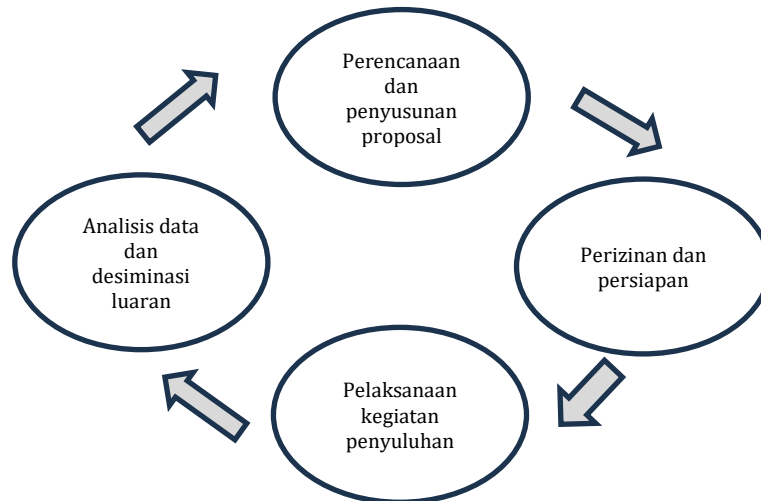 Perencanaan
dan
penyusunan
proposal
Perizinan dan
persiapan
Pelaksanaan
kegiatan
penyuluhan
Analisis data
dan
desiminasi
luaran